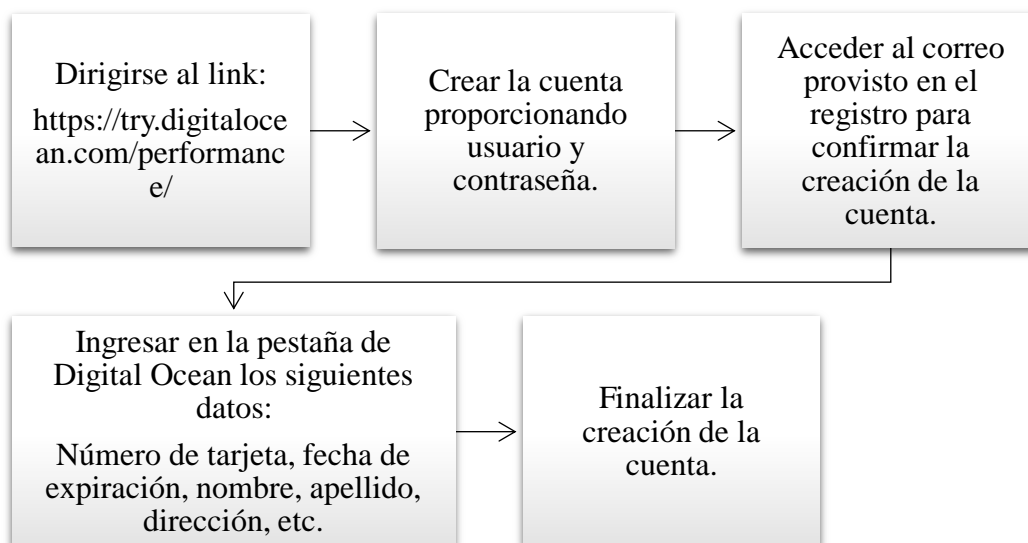 Dirigirse al link:
https://try.digitaloce
an.com/performanc
e/
Crear la cuenta
proporcionando
usuario y
contraseña.
Acceder al correo
provisto en el
registro para
confirmar la
creación de la
cuenta.
Ingresar en la pestaña de
Digital Ocean los siguientes
datos:
Número de tarjeta, fecha de
expiración, nombre, apellido,
dirección, etc.
Finalizar la
creación de la
cuenta.